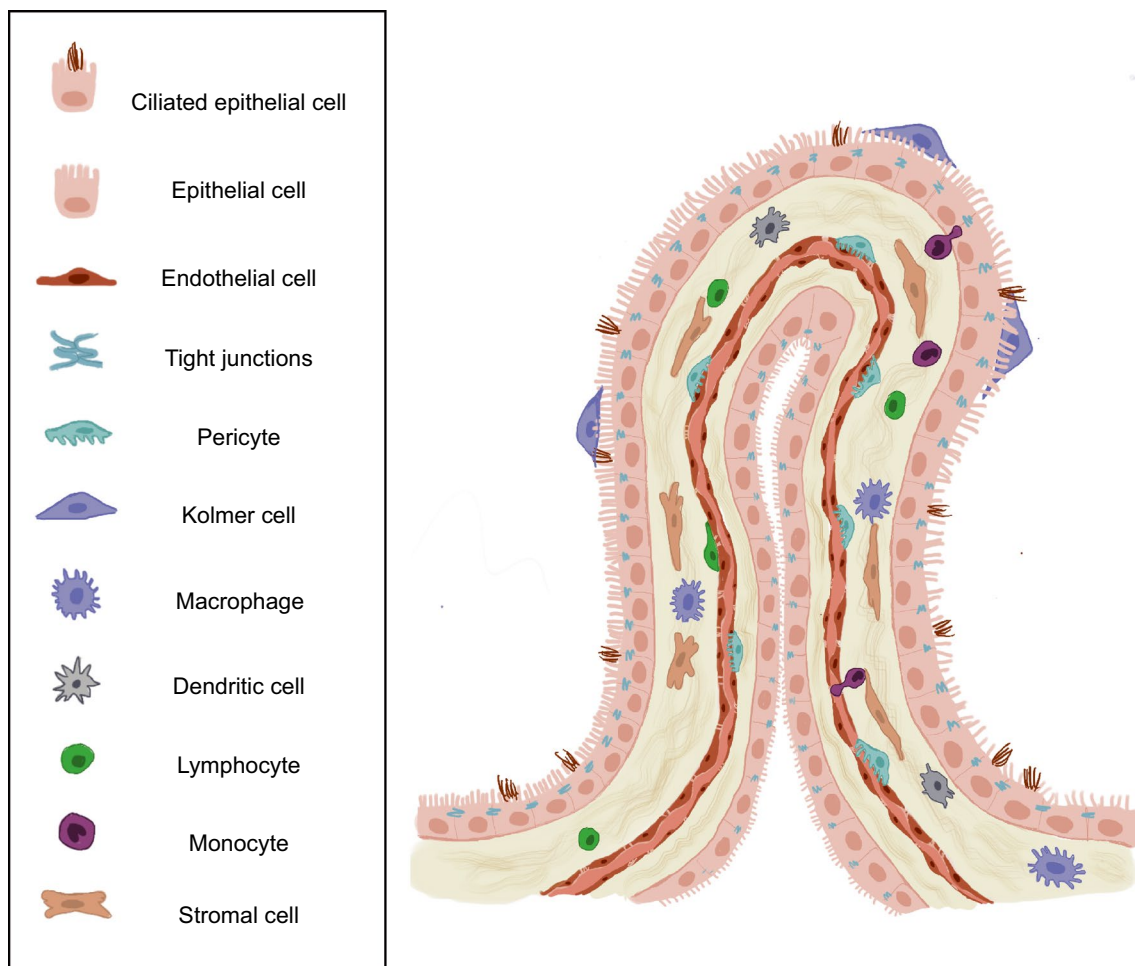 Ciliated epithelial cell
Epithelial cell
Endothelial cell
Tight junctions
Pericyte
Kolmer cell
Macrophage
Dendritic cell
Lymphocyte
Monocyte
Stromal cell